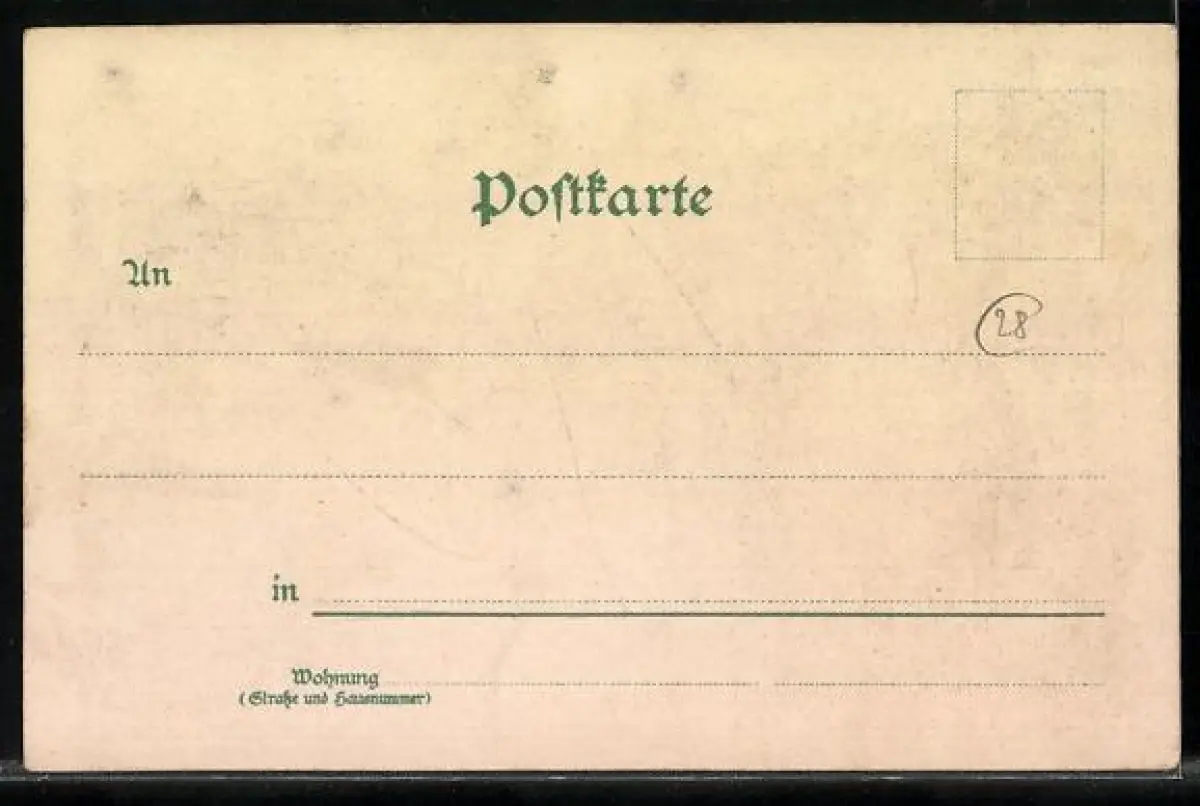 Poſtkarte
An
28
in
Wohnung
(Straße und Hausnummer)